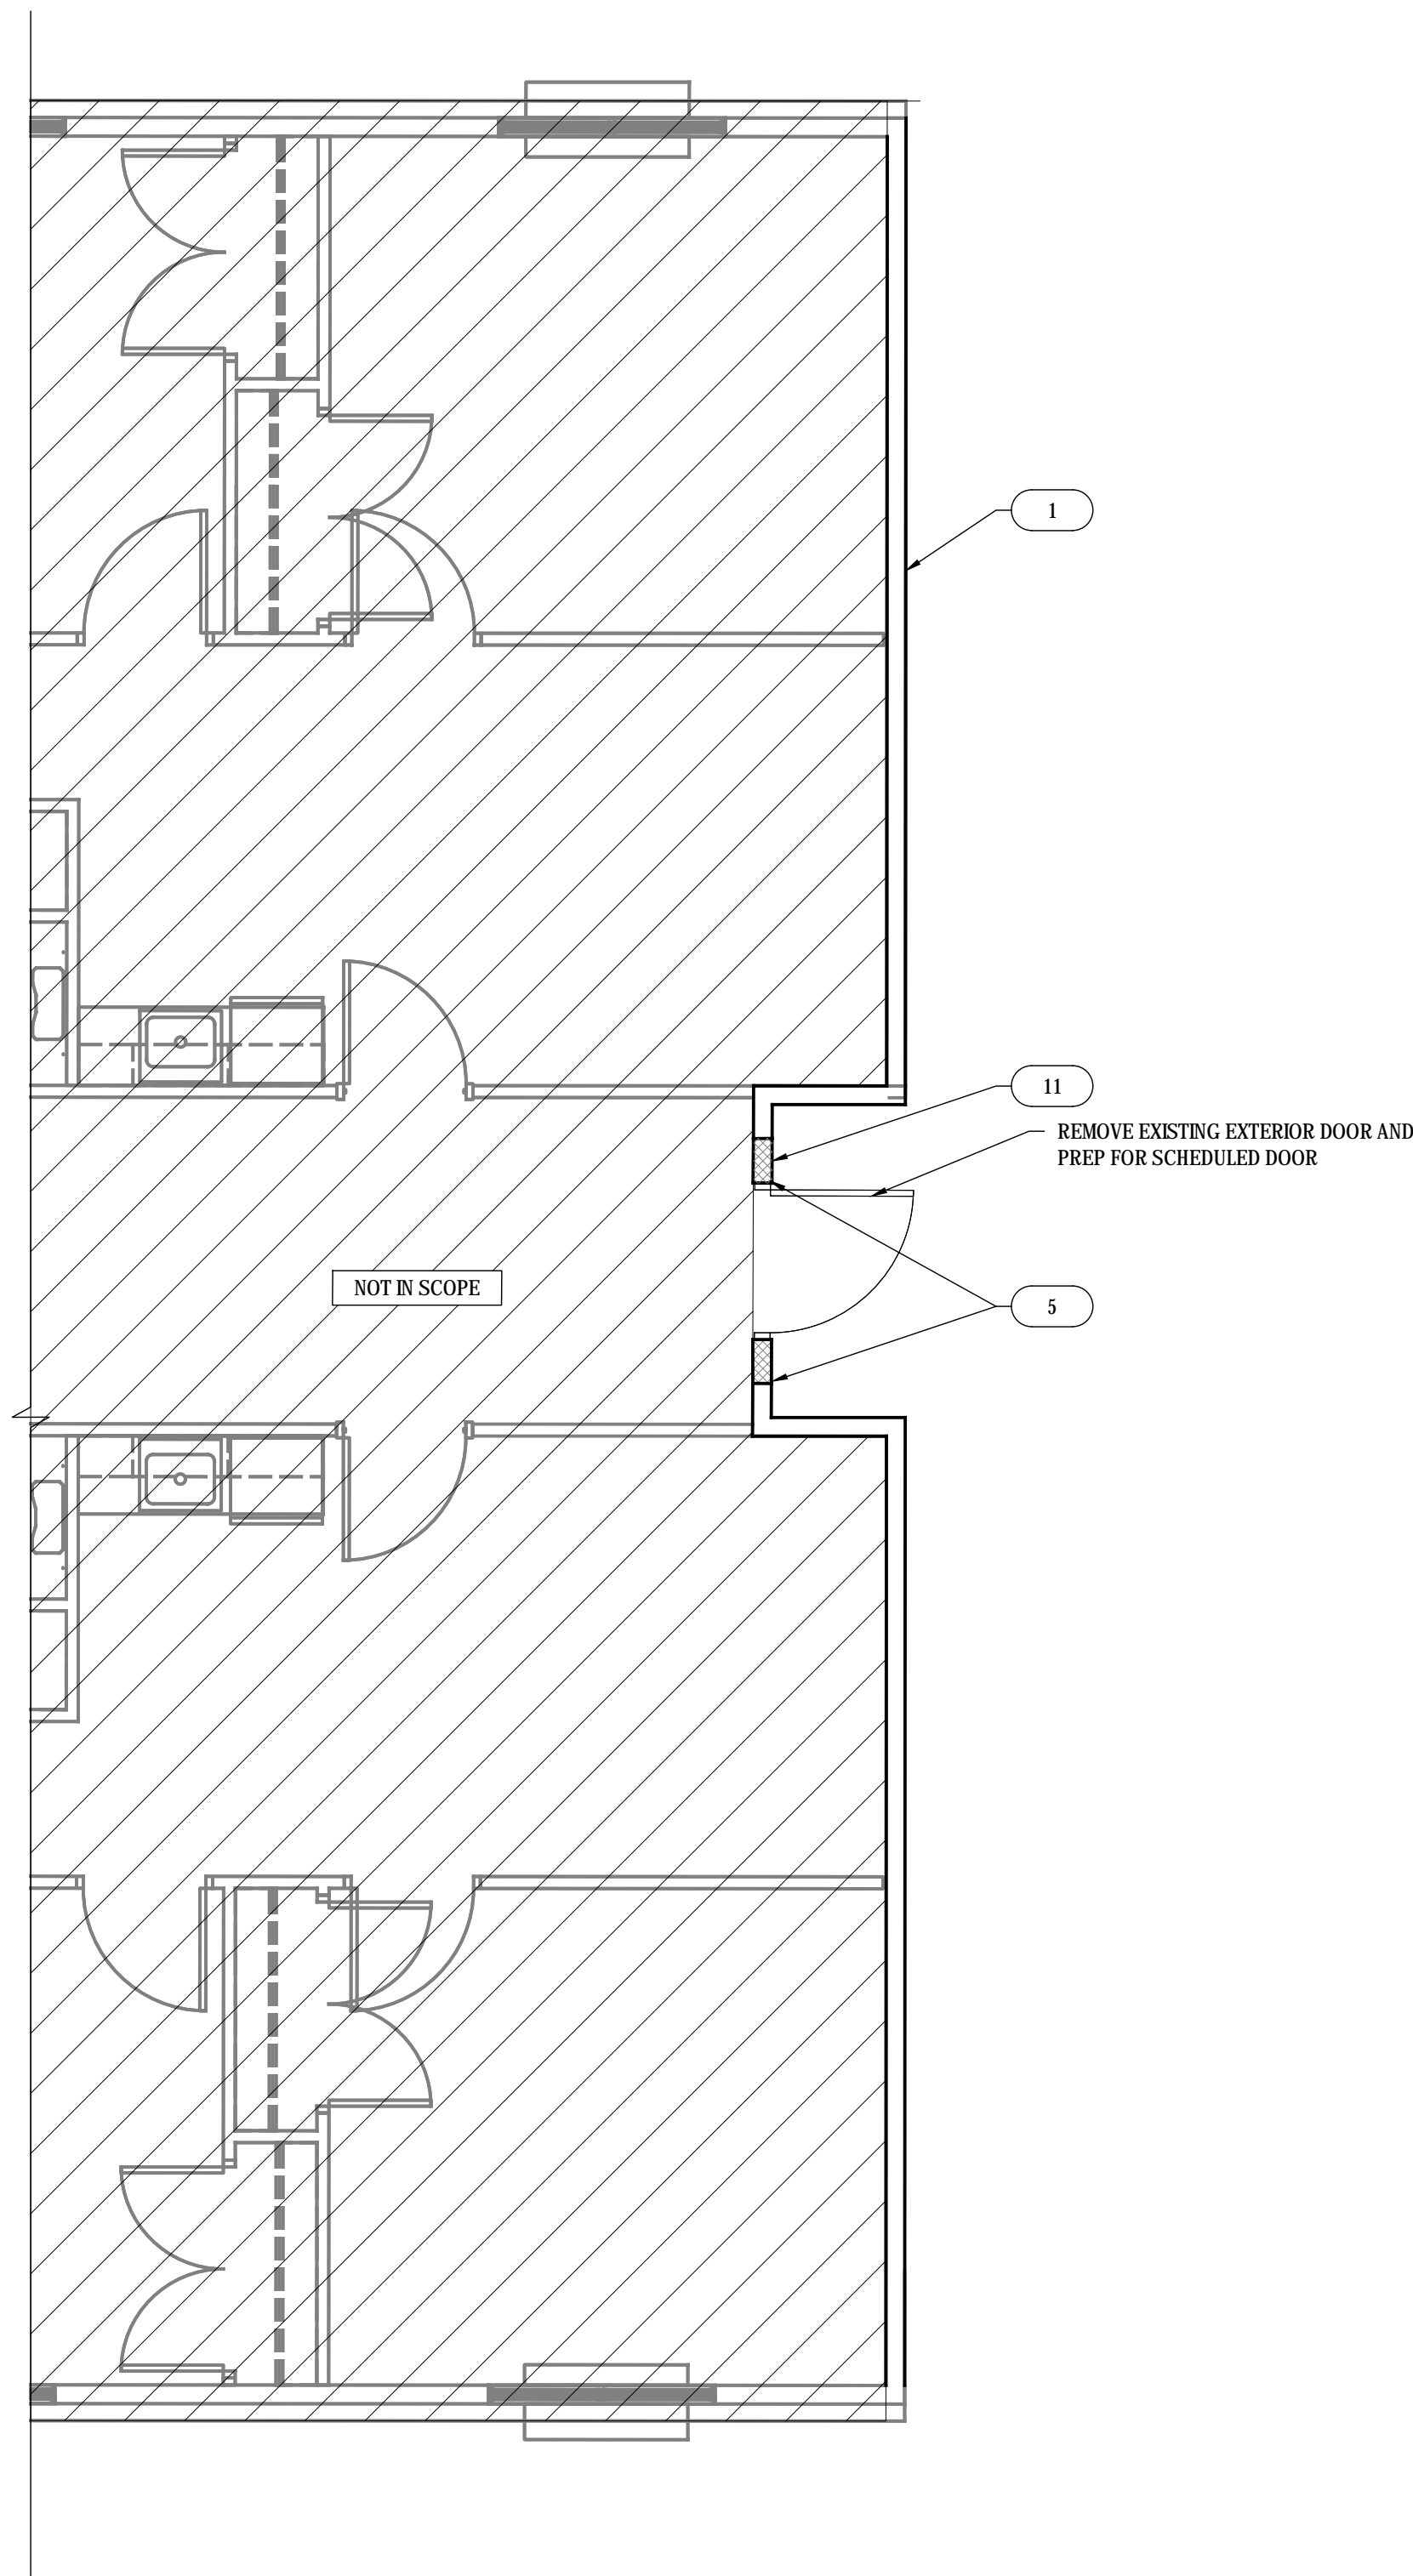 1
11
REMOVE EXISTING EXTERIOR DOOR AND
PREP FOR SCHEDULED DOOR
NOT IN SCOPE
5